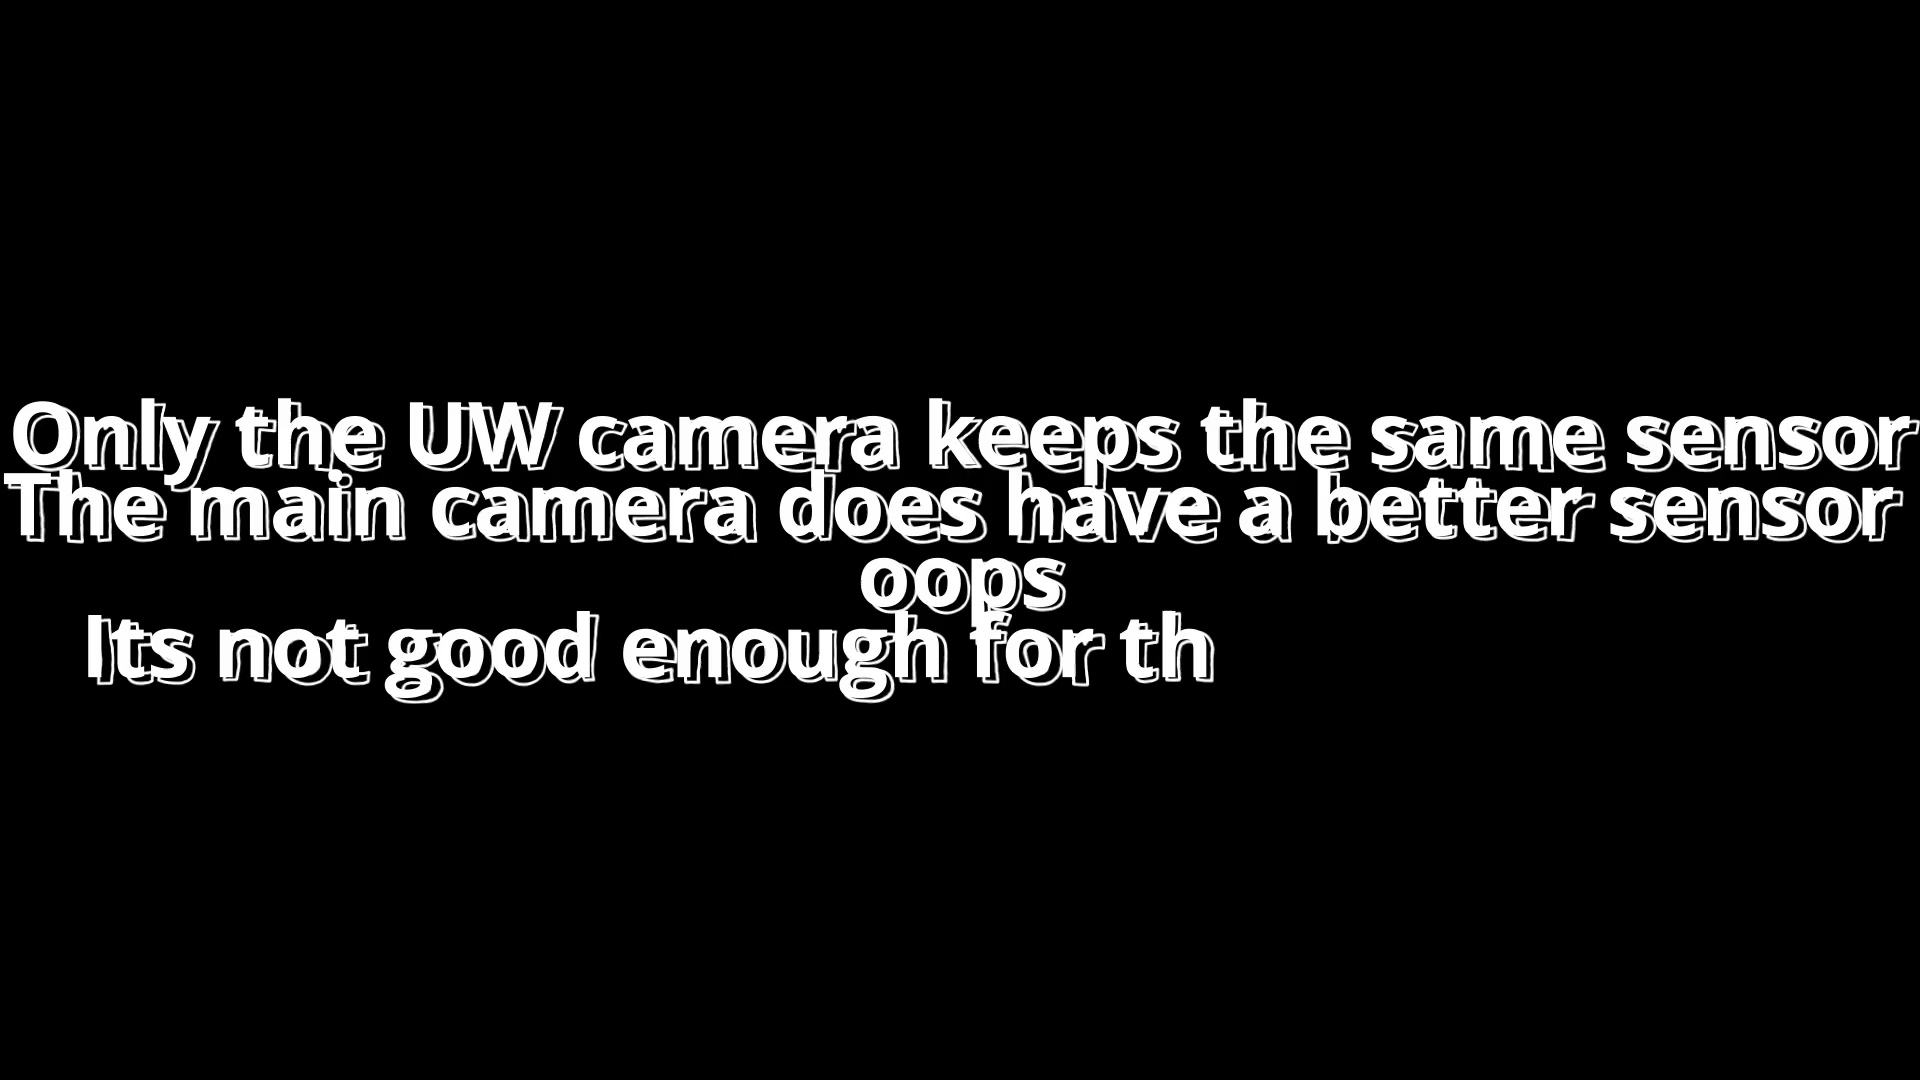 Only the UW camera keeps the same sensor
The main camera does have a better sensor
oops
Its not good enough for th